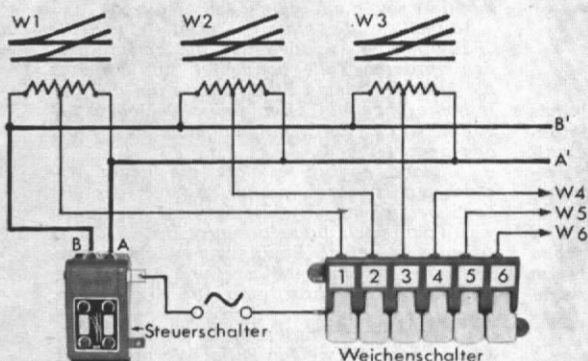 W1
W2
W3
B'
A'
W4
W5
W6
B A
1 2 3 4 5 6
Steuerschalter
Weichenschalter